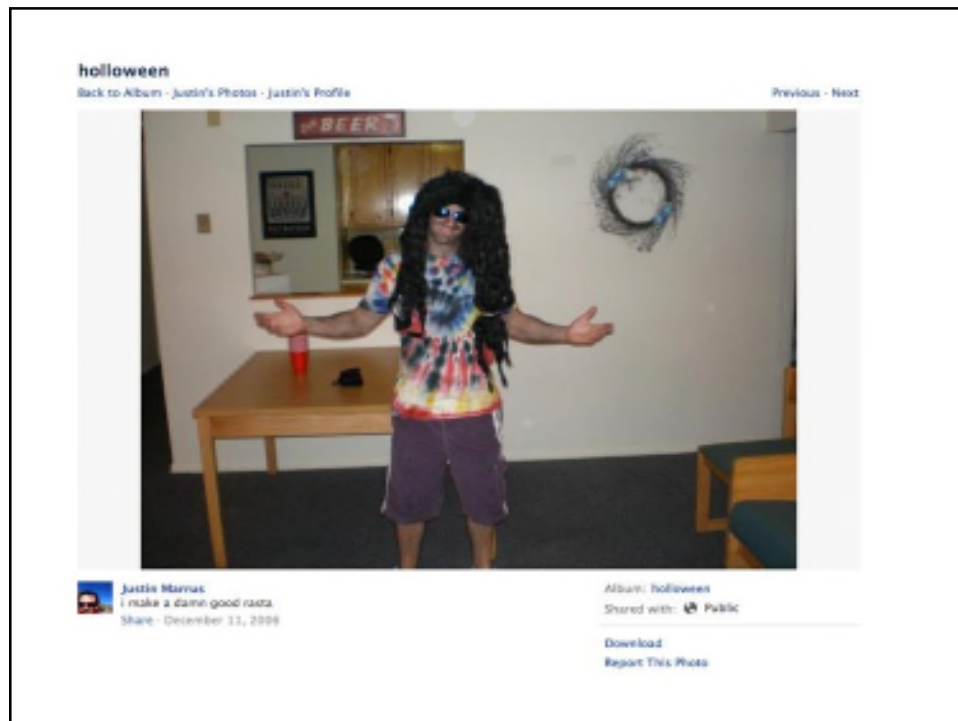 holloween
Back to Album · Justin's Photos · Justin's Profile
Previous · Next
BEER
Justin Marrus
i make a damn good rasta
Share · December 11, 2006
Album: holloween
Shared with: Public
Download
Report This Photo